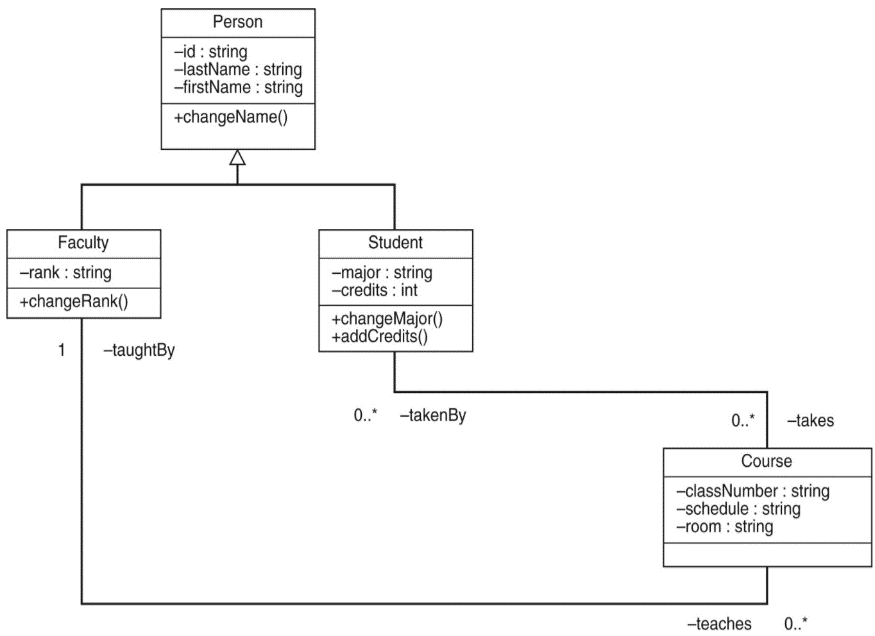 Person
–id : string
–lastName : string
–firstName : string
+changeName()
Faculty
–rank : string
+changeRank()
Student
–major : string
–credits : int
+changeMajor()
+addCredits()
1 –taughtBy
0..* –takenBy
0..* –takes
Course
–classNumber : string
–schedule : string
–room : string
–teaches 0..*